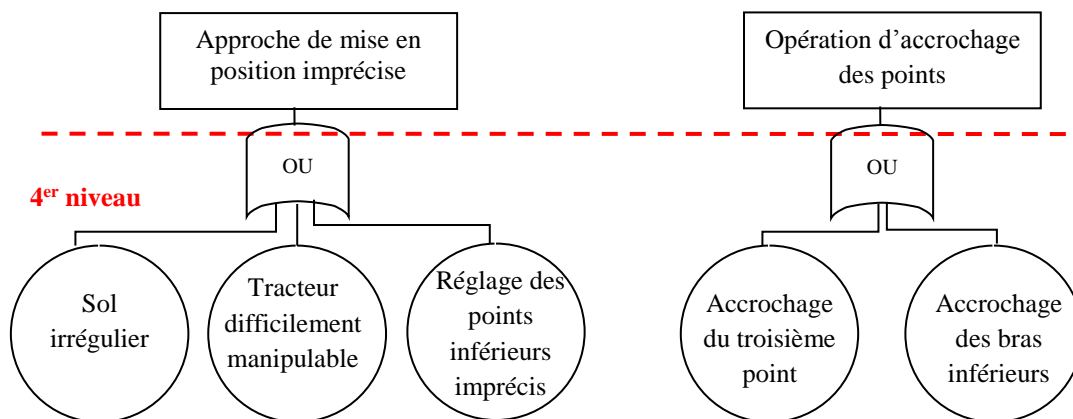 Approche de mise en
position imprécise
Opération d’accrochage
des points
OU
OU
4er niveau
Sol
irrégulier
Tracteur
difficilement
manipulable
Réglage des
points
inférieurs
imprécis
Accrochage
du troisième
point
Accrochage
des bras
inférieurs